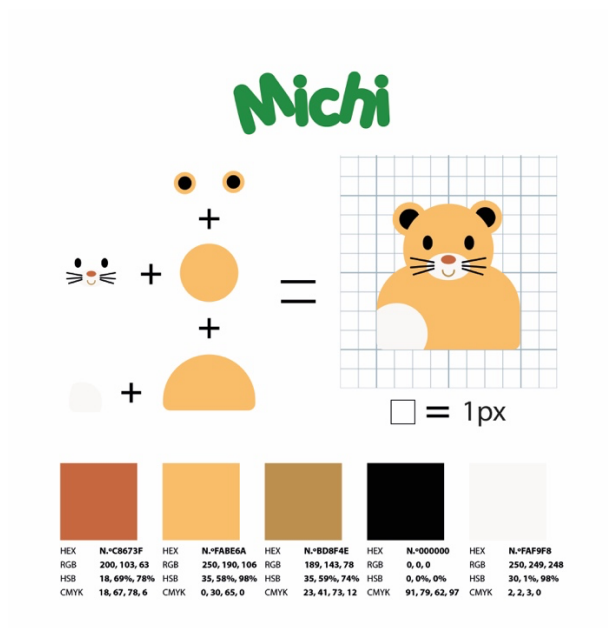 Michi
+
+ =
+
+
= 1px
HEX N.ºC8673F HEX N.ºFABE6A HEX N.ºBD8F4E HEX N.º000000 HEX N.ºFAF9F8
RGB 200, 103, 63 RGB 250, 190, 106 RGB 189, 143, 78 RGB 0, 0, 0 RGB 250, 249, 248
HSB 18, 69%, 78% HSB 35, 58%, 98% HSB 35, 59%, 74% HSB 0, 0%, 0% HSB 30, 1%, 98%
CMYK 18, 67, 78, 6 CMYK 0, 30, 65, 0 CMYK 23, 41, 73, 12 CMYK 91, 79, 62, 97 CMYK 2, 2, 3, 0